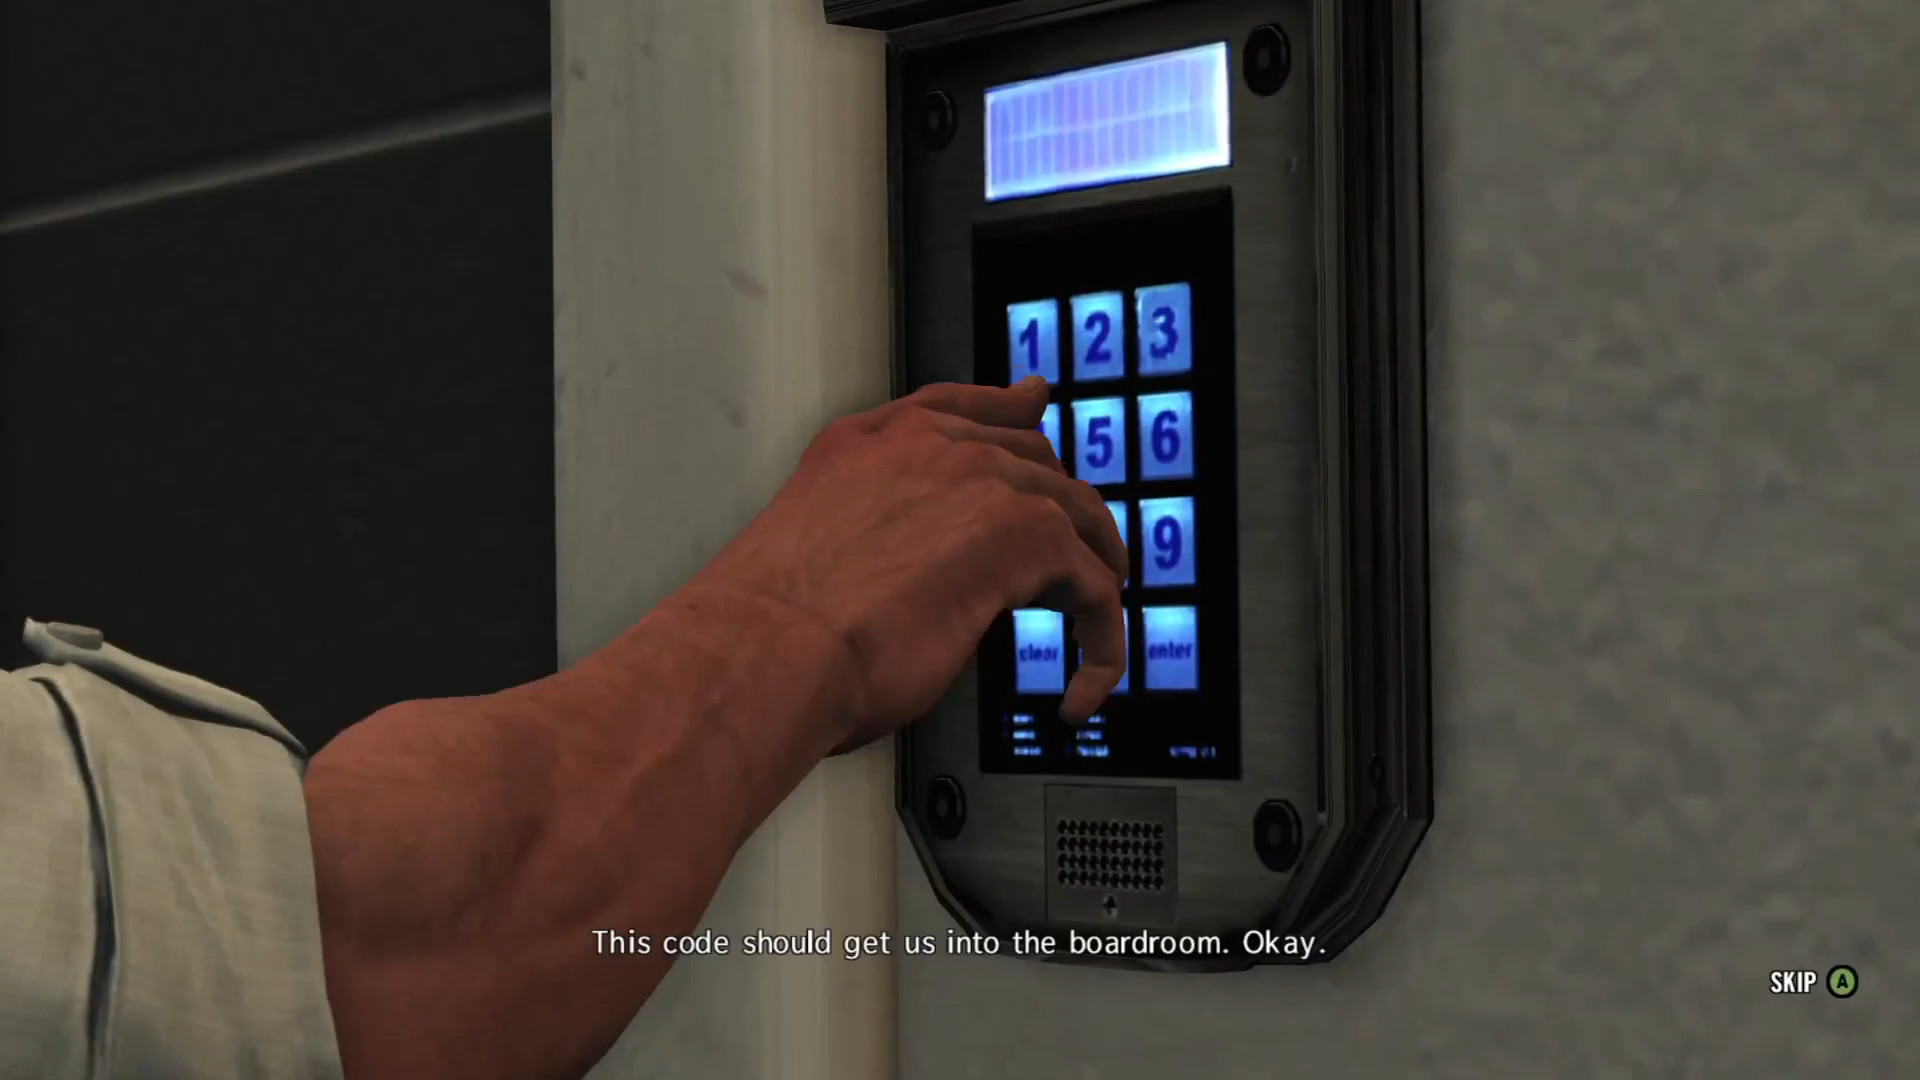 1 2 3
5 6
9
clear enter
This code should get us into the boardroom. Okay.
SKIP A